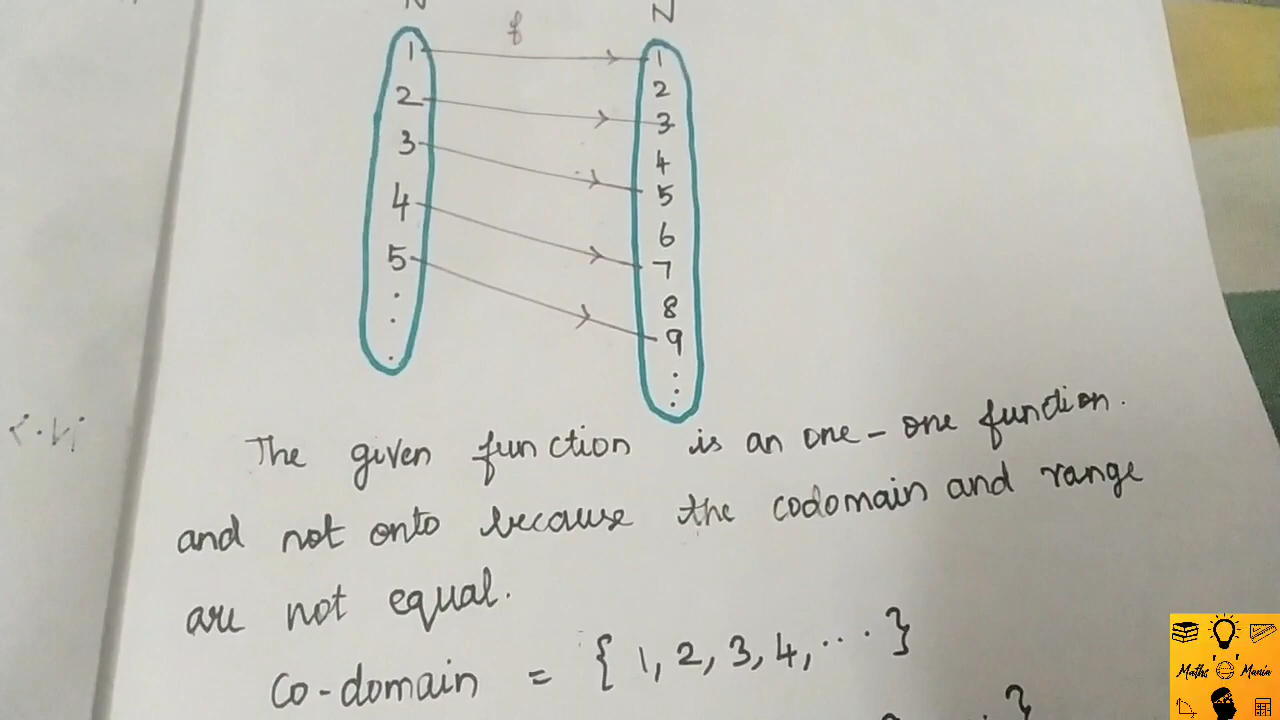 N N
f
1 1
2 2
3 3
4 4
5 5
. 6
. 7
. 8
9
.
.
.
The given function is an one-one function.
and not onto because the codomain and range
are not equal.
Co-domain = { 1, 2, 3, 4, ... }
}
Maths Mania